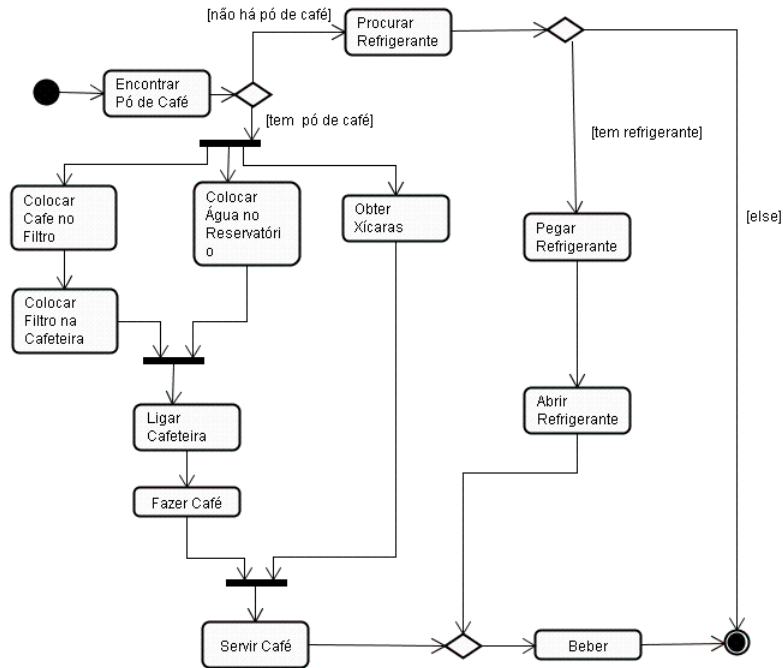 [não há pó de café]
Procurar
Refrigerante
Encontrar
Pó de Café
[tem pó de café]
[tem refrigerante]
[else]
Colocar
Cafe no
Filtro
Colocar
Água no
Reservatóri
o
Obter
Xícaras
Pegar
Refrigerante
Colocar
Filtro na
Cafeteira
Ligar
Cafeteira
Abrir
Refrigerante
Fazer Café
Servir Café
Beber